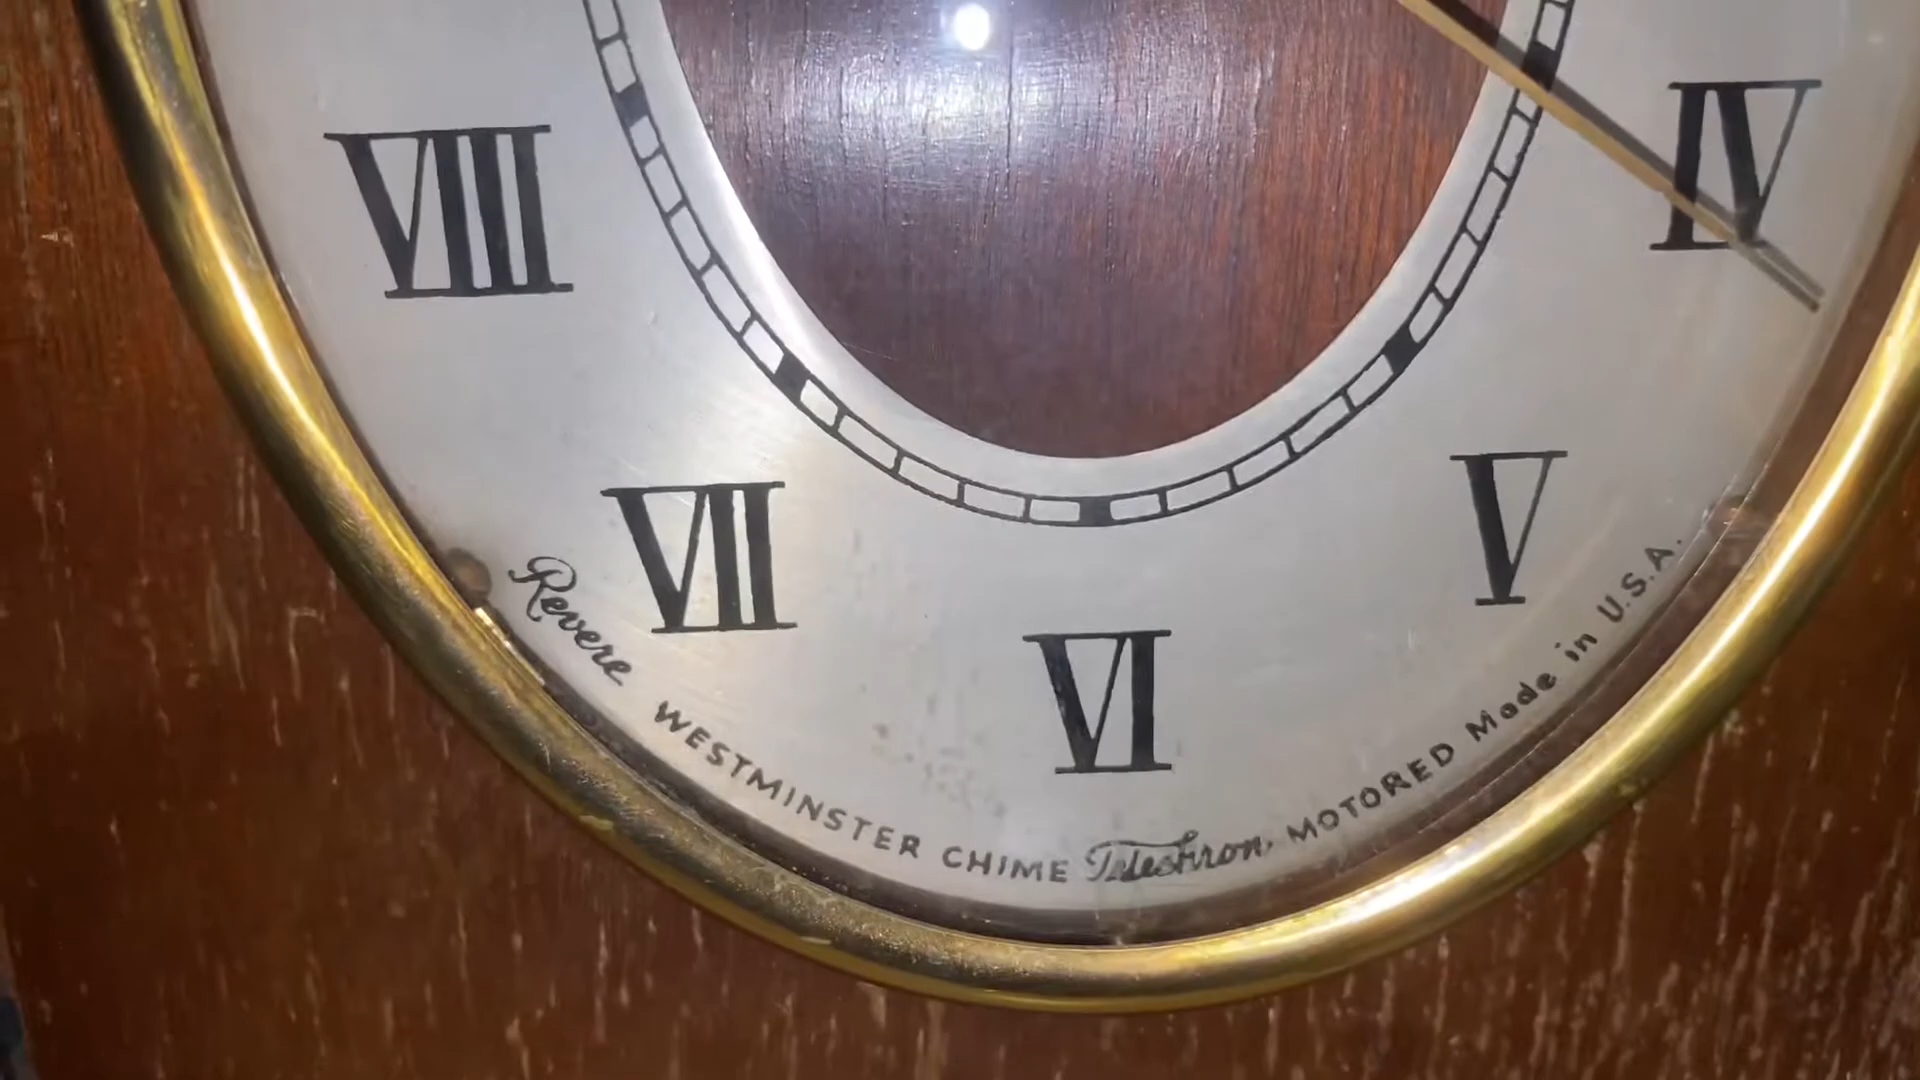 VIII
IV
VII
V
VI
Revere WESTMINSTER CHIME Telechron MOTORED Made in U.S.A.